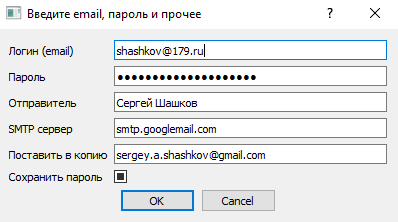 Введите email, пароль и прочее
Логин (email) shashkov@179.ru
Пароль ●●●●●●●●●●●●●●●●●●●●
Отправитель Сергей Шашков
SMTP сервер smtp.googlemail.com
Поставить в копию sergey.a.shashkov@gmail.com
Сохранить пароль
OK Cancel